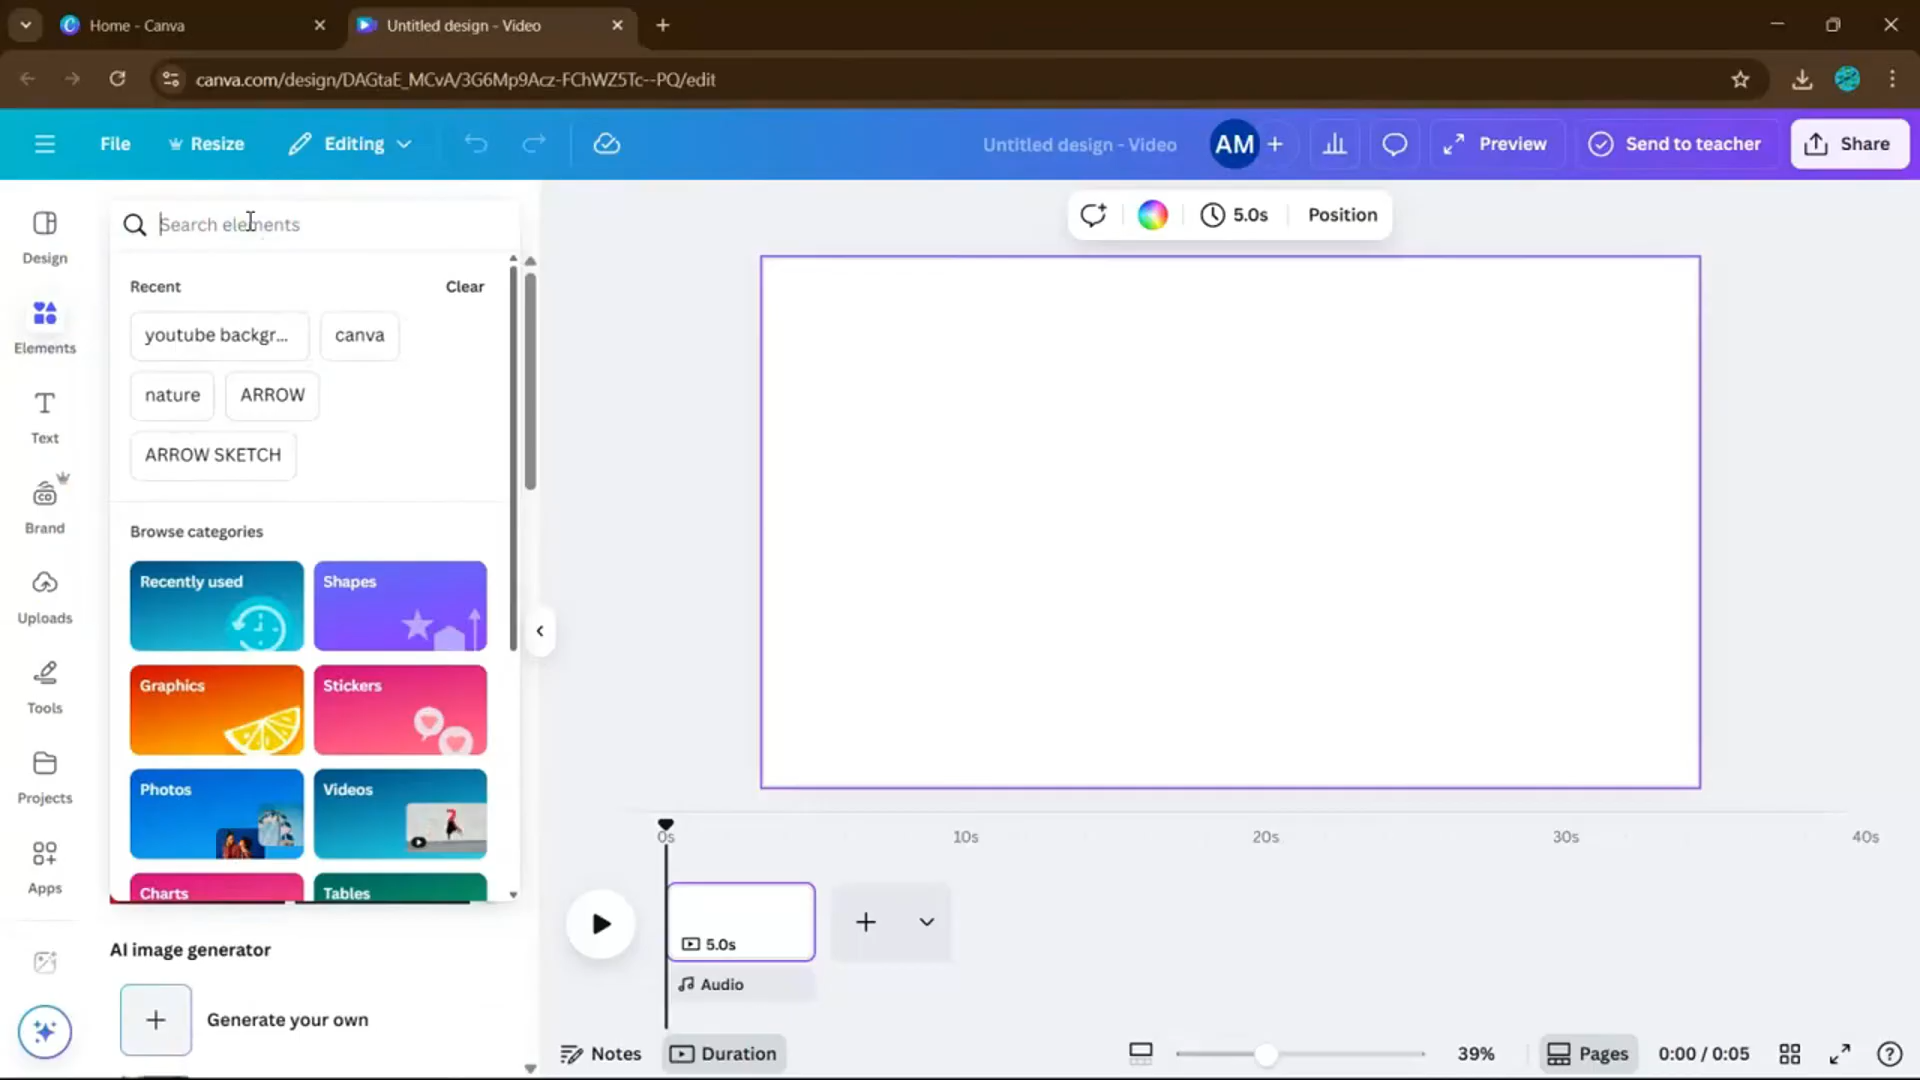 Home - Canva
Untitled design - Video
canva.com/design/DAGtaE_MCvA/3G6Mp9Acz-FChWZ5Tc--PQ/edit
File
Resize
Editing
Untitled design - Video
AM
Preview
Send to teacher
Share
Design
Elements
Text
Brand
Uploads
Tools
Projects
Apps
Search elements
Recent
Clear
youtube backgr...
canva
nature
ARROW
ARROW SKETCH
Browse categories
Recently used
Shapes
Graphics
Stickers
Photos
Videos
Charts
Tables
AI image generator
Generate your own
5.0s
Position
0s
10s
20s
30s
40s
5.0s
Audio
Notes
Duration
39%
Pages
0:00 / 0:05